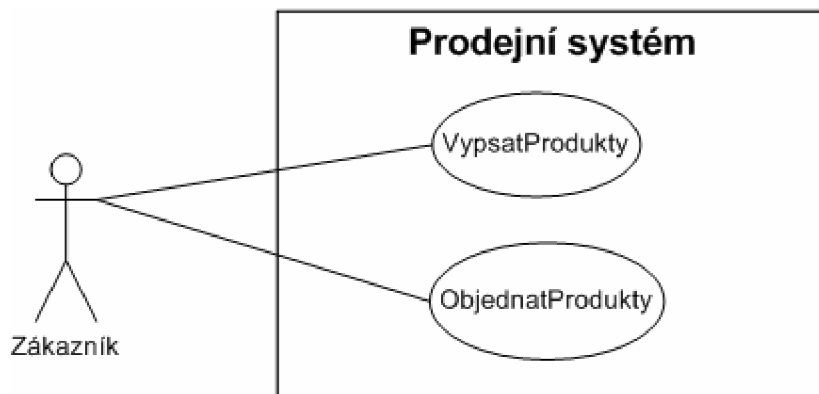 Prodejní systém
VypsatProdukty
ObjednatProdukty
Zákazník